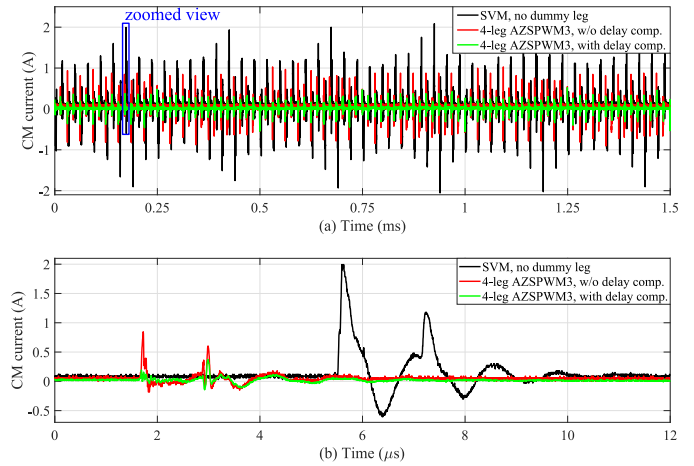 zoomed view
SVM, no dummy leg
4-leg AZSPWM3, w/o delay comp.
4-leg AZSPWM3, with delay comp.
CM current (A)
2
1
0
-1
-2
0
0.25
0.5
0.75
1
1.25
1.5
(a) Time (ms)
SVM, no dummy leg
4-leg AZSPWM3, w/o delay comp.
4-leg AZSPWM3, with delay comp.
CM current (A)
2
1.5
1
0.5
0
-0.5
0
2
4
6
8
10
12
(b) Time (μs)